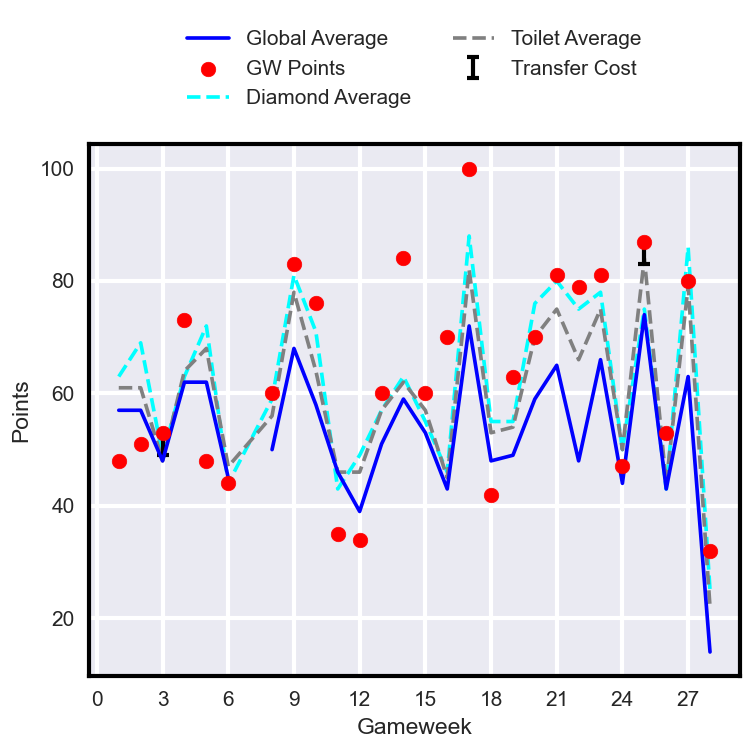 Global Average
GW Points
Diamond Average
Toilet Average
Transfer Cost
100
80
60
40
20
Points
0 3 6 9 12 15 18 21 24 27
Gameweek